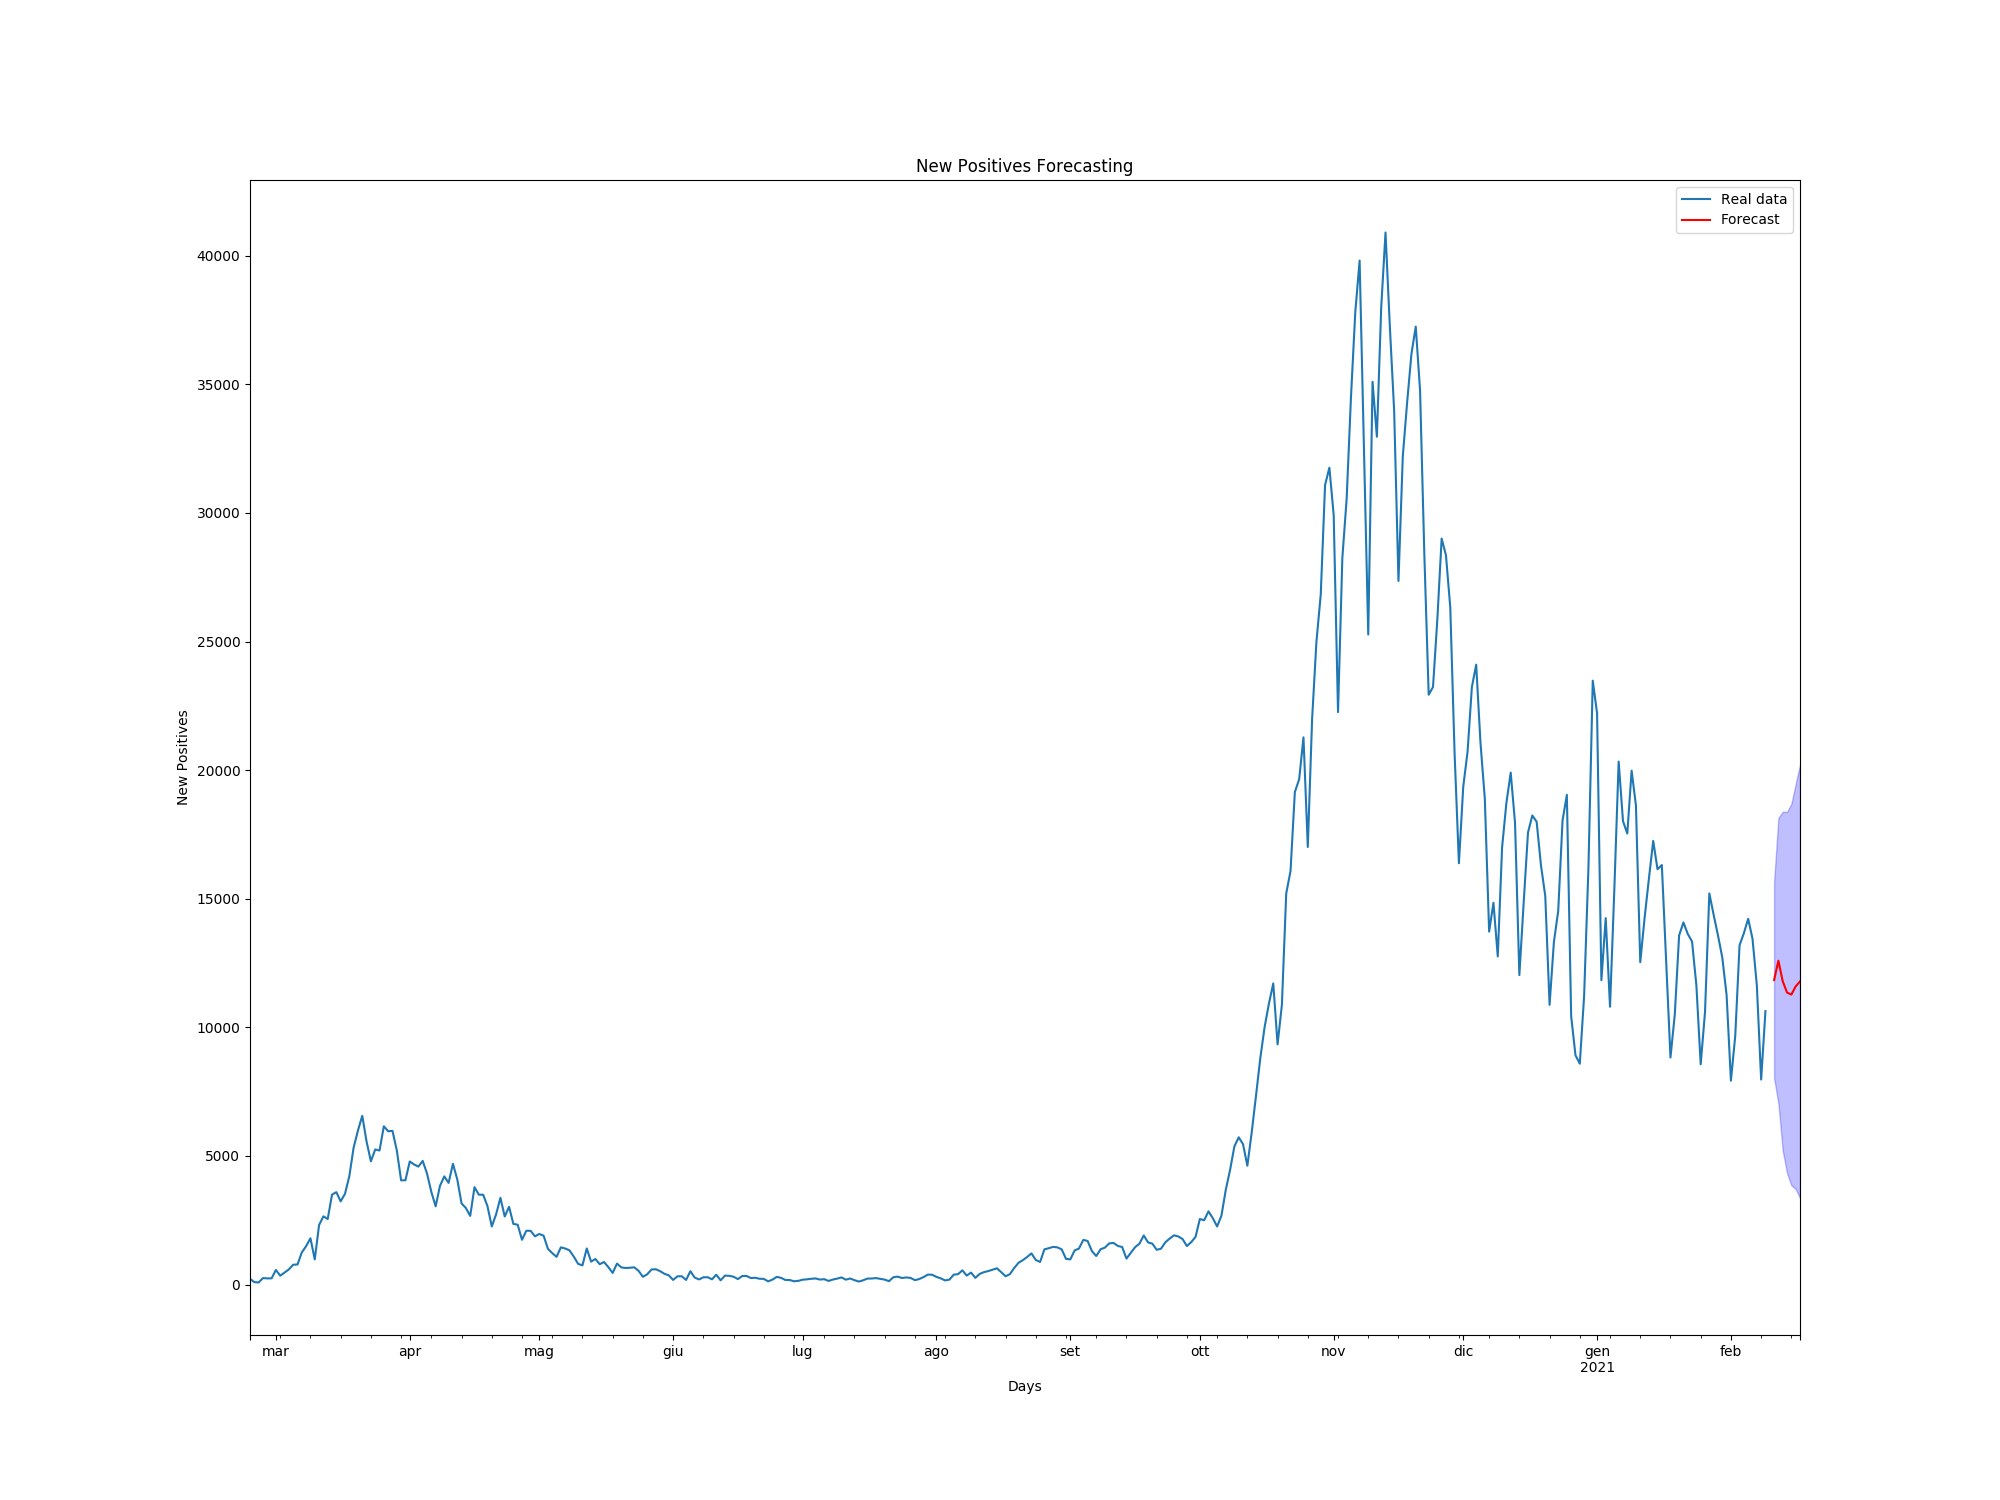 New Positives Forecasting
Real data
Forecast
40000
35000
30000
25000
20000
15000
10000
5000
0
New Positives
mar apr mag giu lug ago set ott nov dic gen feb
2021
Days